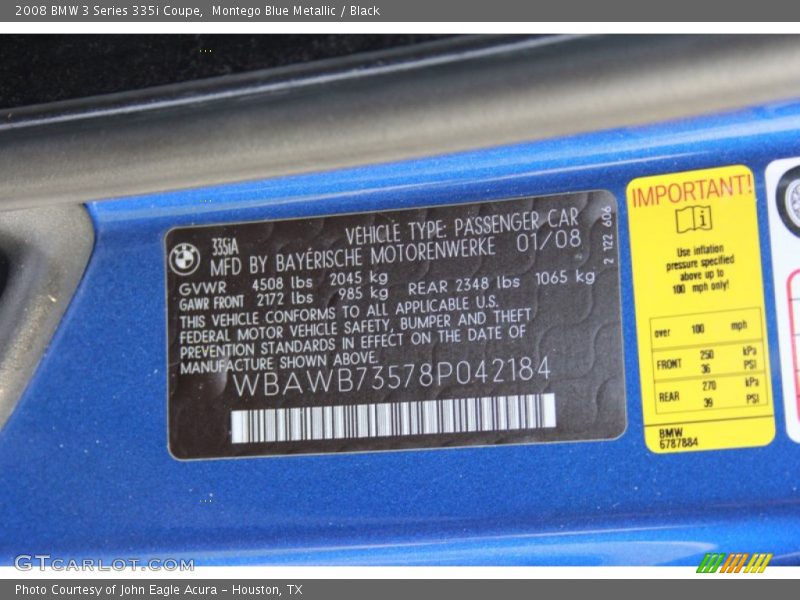 2008 BMW 3 Series 335i Coupe,  Montego Blue Metallic / Black
335iA
VEHICLE TYPE: PASSENGER CAR
MFD BY BAYERISCHE MOTORENWERKE 01/08
GVWR 4508 lbs 2045 kg
GAWR FRONT 2172 lbs 985 kg REAR 2348 lbs 1065 kg
THIS VEHICLE CONFORMS TO ALL APPLICABLE U.S.
FEDERAL MOTOR VEHICLE SAFETY, BUMPER AND THEFT
PREVENTION STANDARDS IN EFFECT ON THE DATE OF
MANUFACTURE SHOWN ABOVE.
WBAWB73578P042184
2 122 606
IMPORTANT!
Use inflation
pressure specified
above up to
100 mph only!
over 100 mph
FRONT 250 kPa
36 PSI
REAR 270 kPa
39 PSI
BMW
6787884
GTCARLOT.COM
Photo Courtesy of John Eagle Acura - Houston, TX